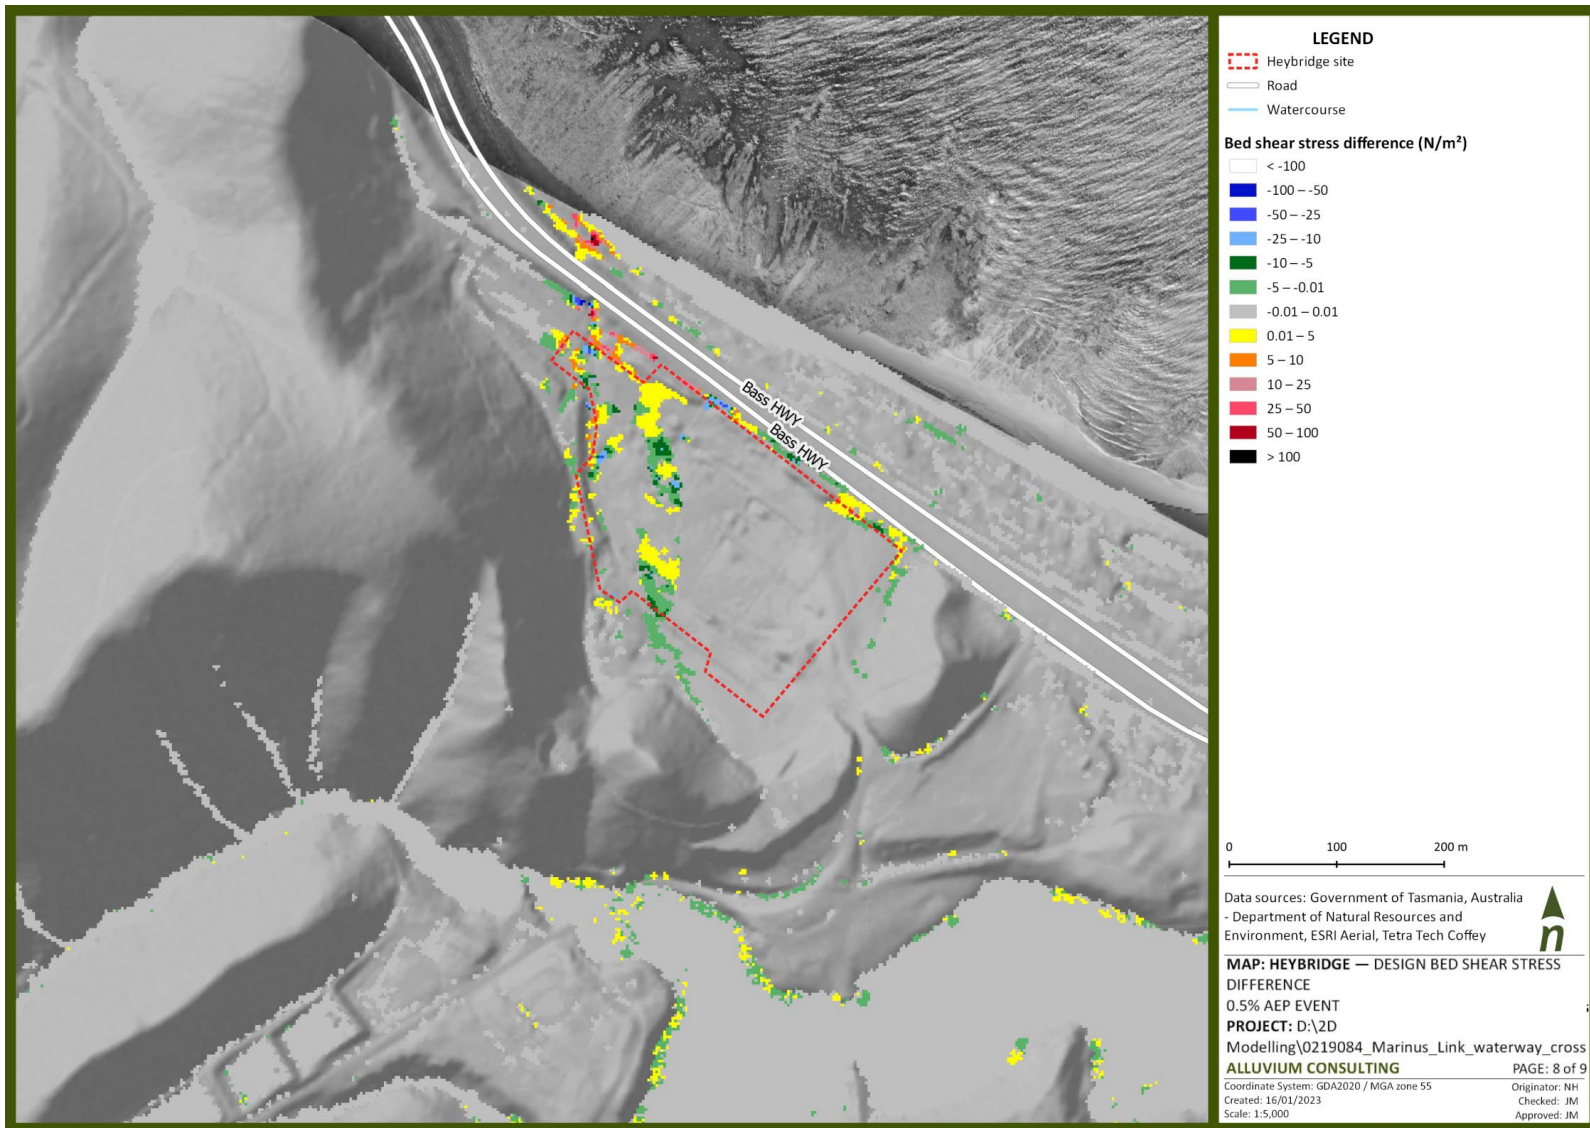 Bass HWY
Bass HWY
LEGEND
Heybridge site
Road
Watercourse
Bed shear stress difference (N/m²)
< -100
-100 – -50
-50 – -25
-25 – -10
-10 – -5
-5 – -0.01
-0.01 – 0.01
0.01 – 5
5 – 10
10 – 25
25 – 50
50 – 100
> 100
0 100 200 m
Data sources: Government of Tasmania, Australia
- Department of Natural Resources and
Environment, ESRI Aerial, Tetra Tech Coffey
n
MAP: HEYBRIDGE — DESIGN BED SHEAR STRESS
DIFFERENCE
0.5% AEP EVENT
PROJECT: D:\2D
Modelling\0219084_Marinus_Link_waterway_cross
ALLUVIUM CONSULTING PAGE: 8 of 9
Coordinate System: GDA2020 / MGA zone 55 Originator: NH
Created: 16/01/2023 Checked: JM
Scale: 1:5,000 Approved: JM